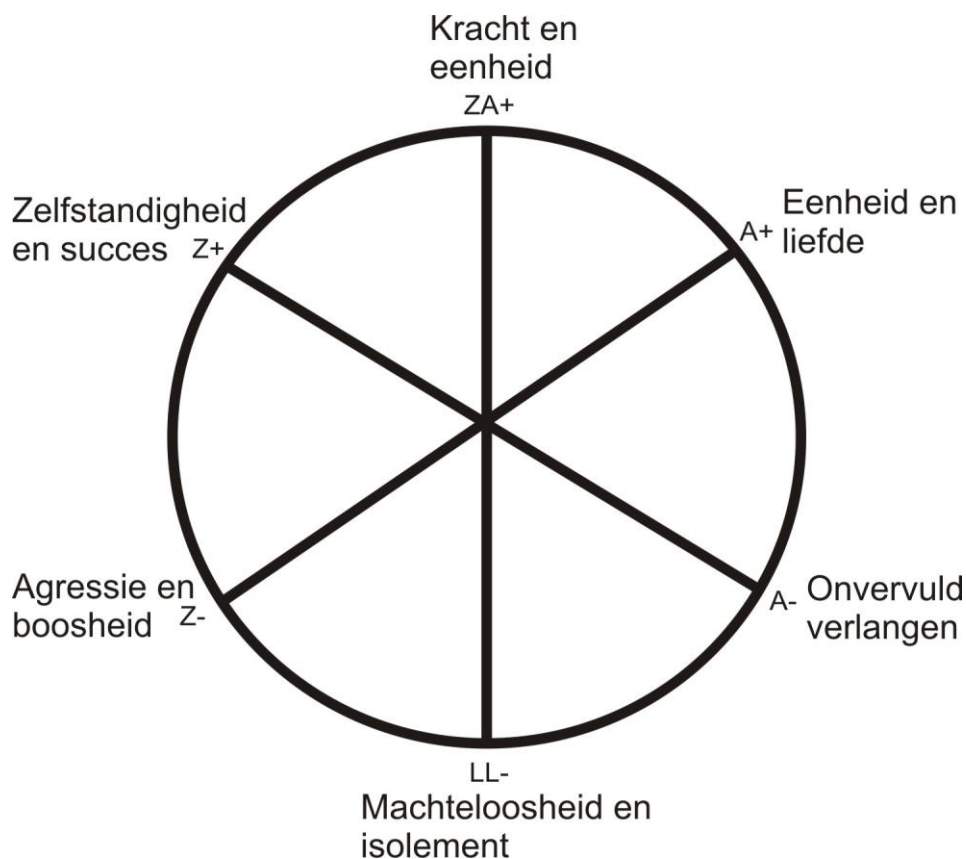 Kracht en
eenheid
ZA+
Zelfstandigheid
en succes Z+
A+ Eenheid en
liefde
Agressie en
boosheid Z-
A- Onvervuld
verlangen
LL-
Machteloosheid en
isolement